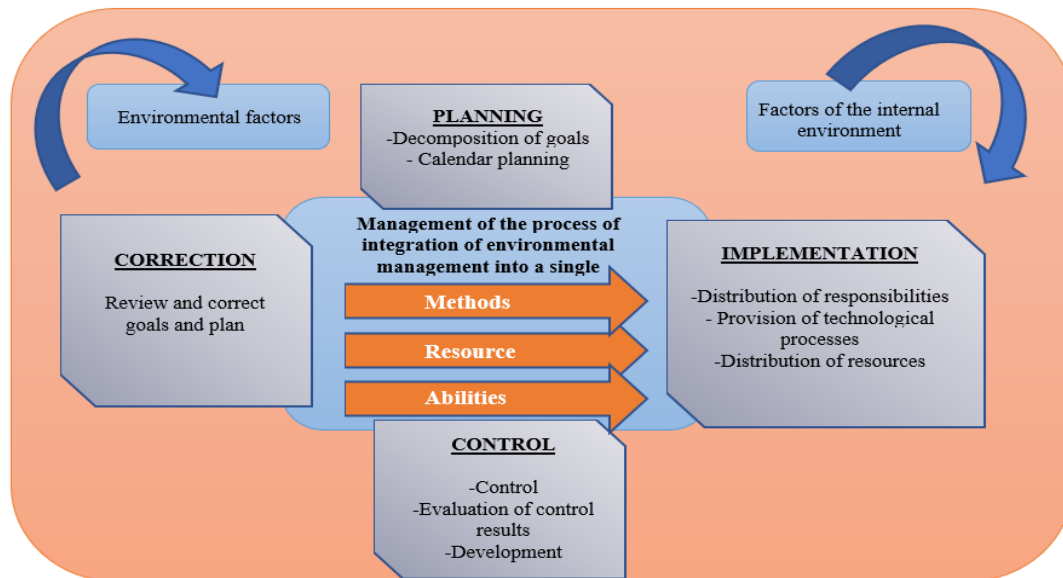 Environmental factors
PLANNING
-Decomposition of goals
- Calendar planning
Factors of the internal
environment
Management of the process of
integration of environmental
management into a single
CORRECTION
Review and correct
goals and plan
Methods
Resource
Abilities
IMPLEMENTATION
-Distribution of responsibilities
- Provision of technological
processes
-Distribution of resources
CONTROL
-Control
-Evaluation of control
results
-Development